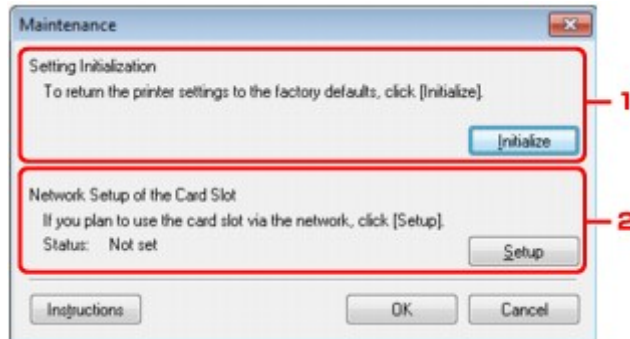 Maintenance
Setting Initialization
To return the printer settings to the factory defaults, click [Initialize].
1
Initialize
Network Setup of the Card Slot
If you plan to use the card slot via the network, click [Setup].
2
Status: Not set
Setup
Instructions OK Cancel